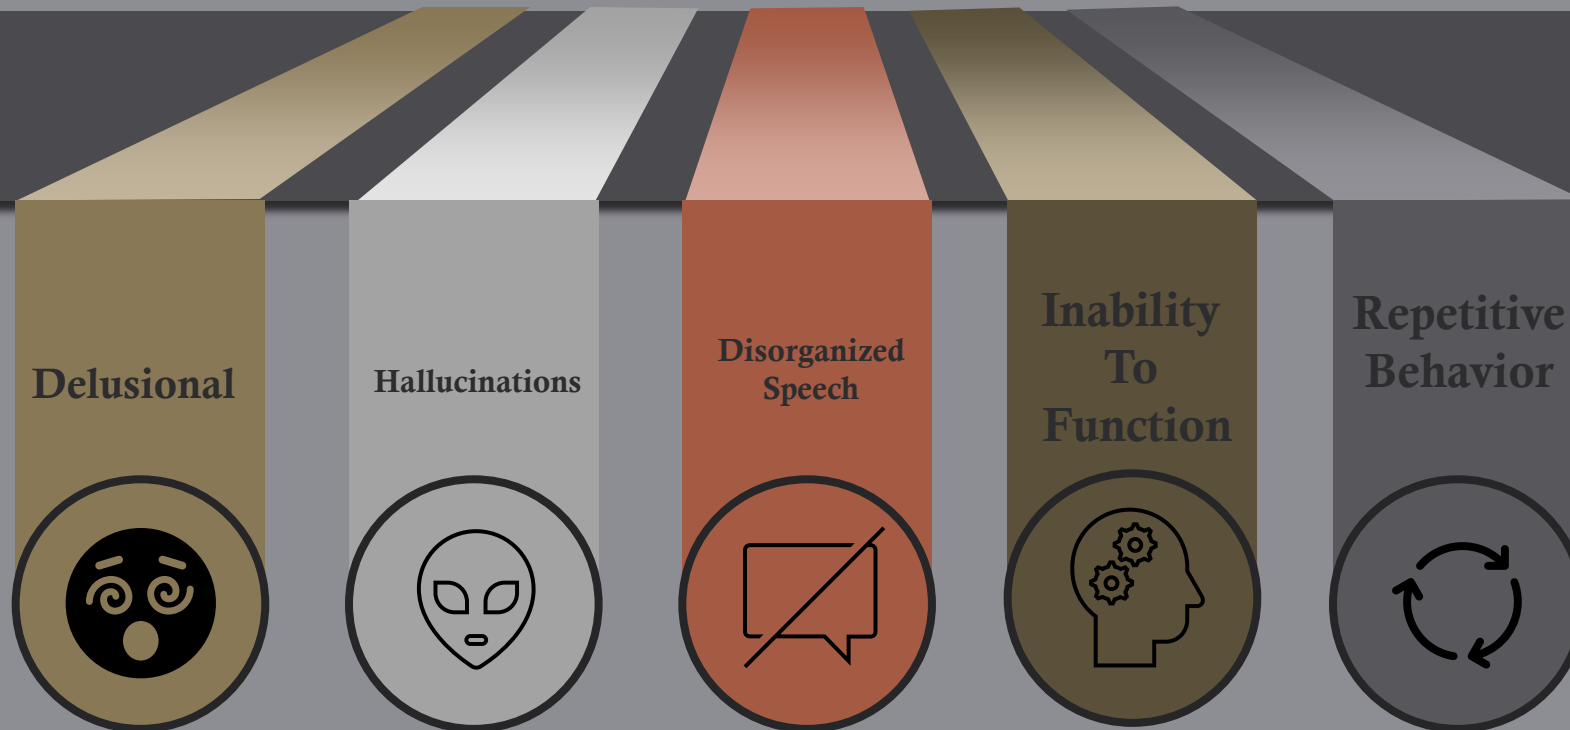 Delusional
Hallucinations
Disorganized
Speech
Inability
To
Function
Repetitive
Behavior